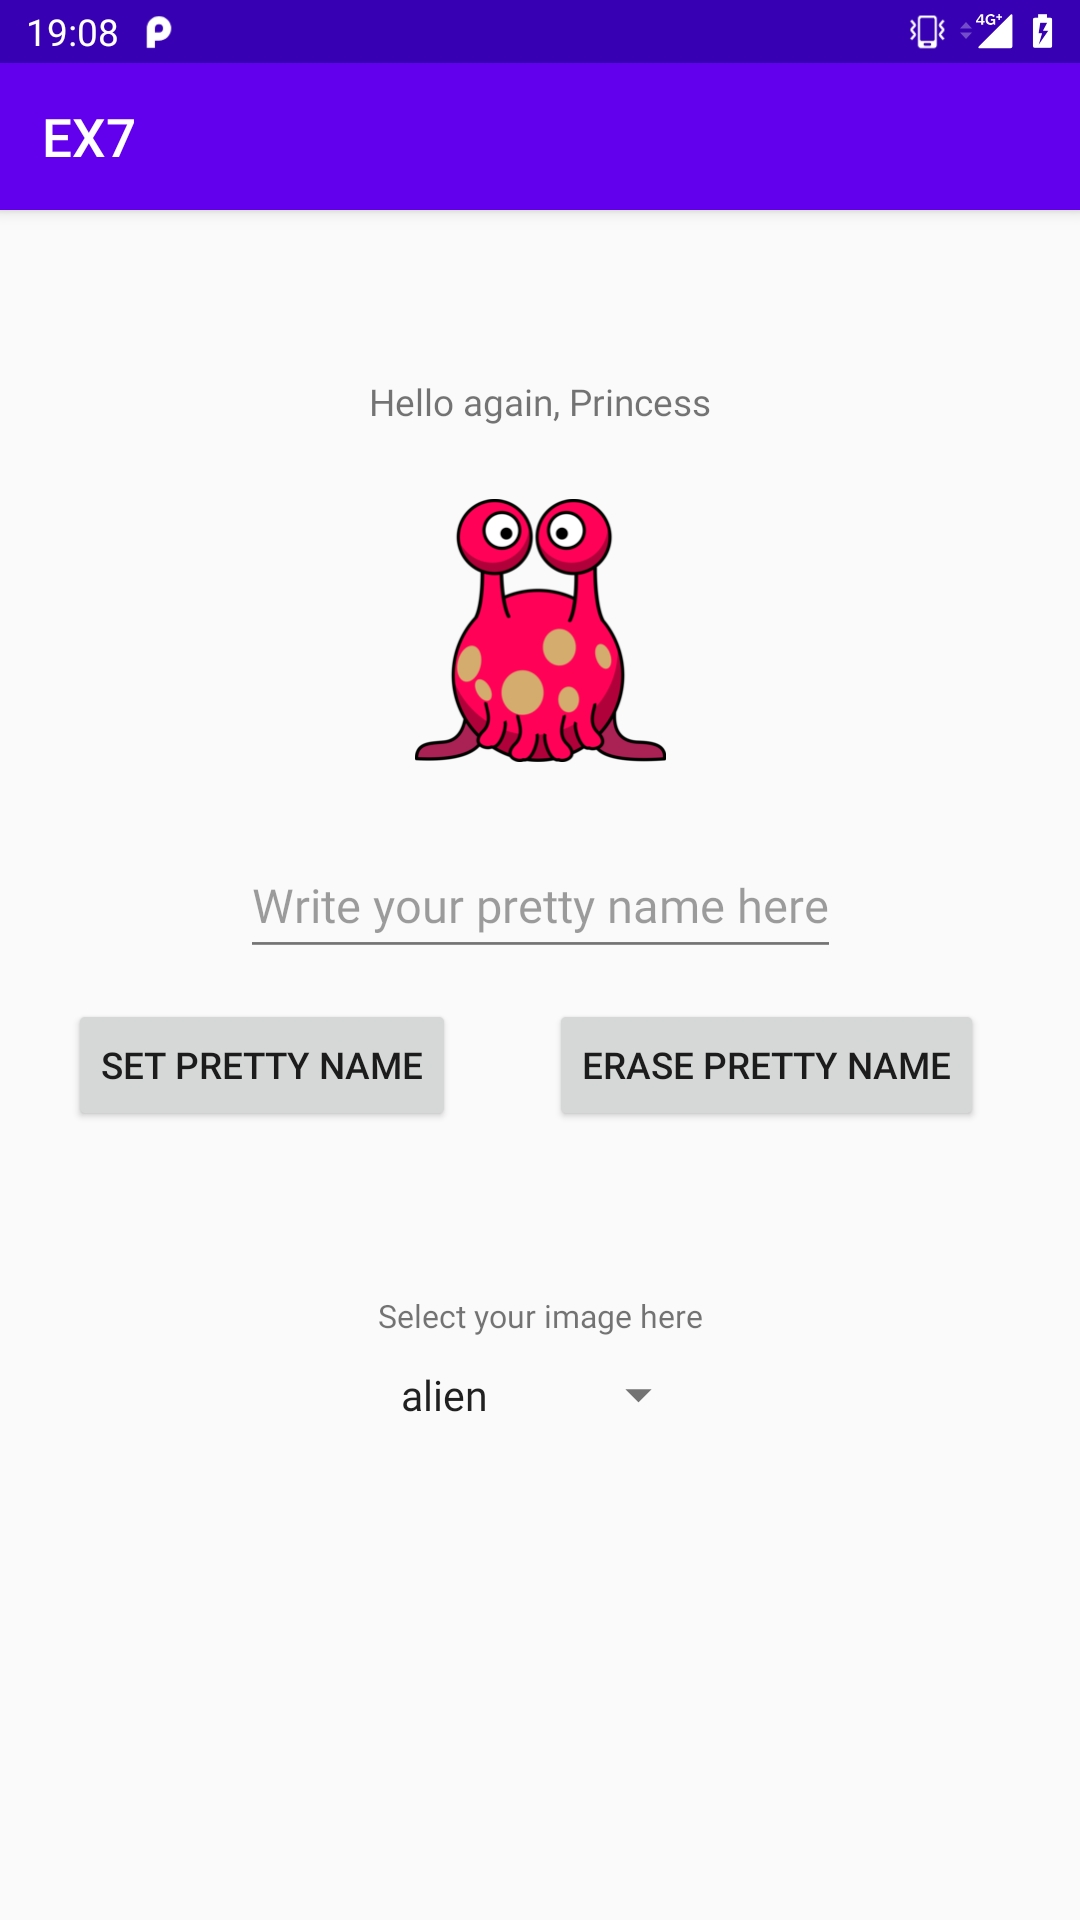 19:08
4G+
EX7
Hello again, Princess
Write your pretty name here
SET PRETTY NAME
ERASE PRETTY NAME
Select your image here
alien